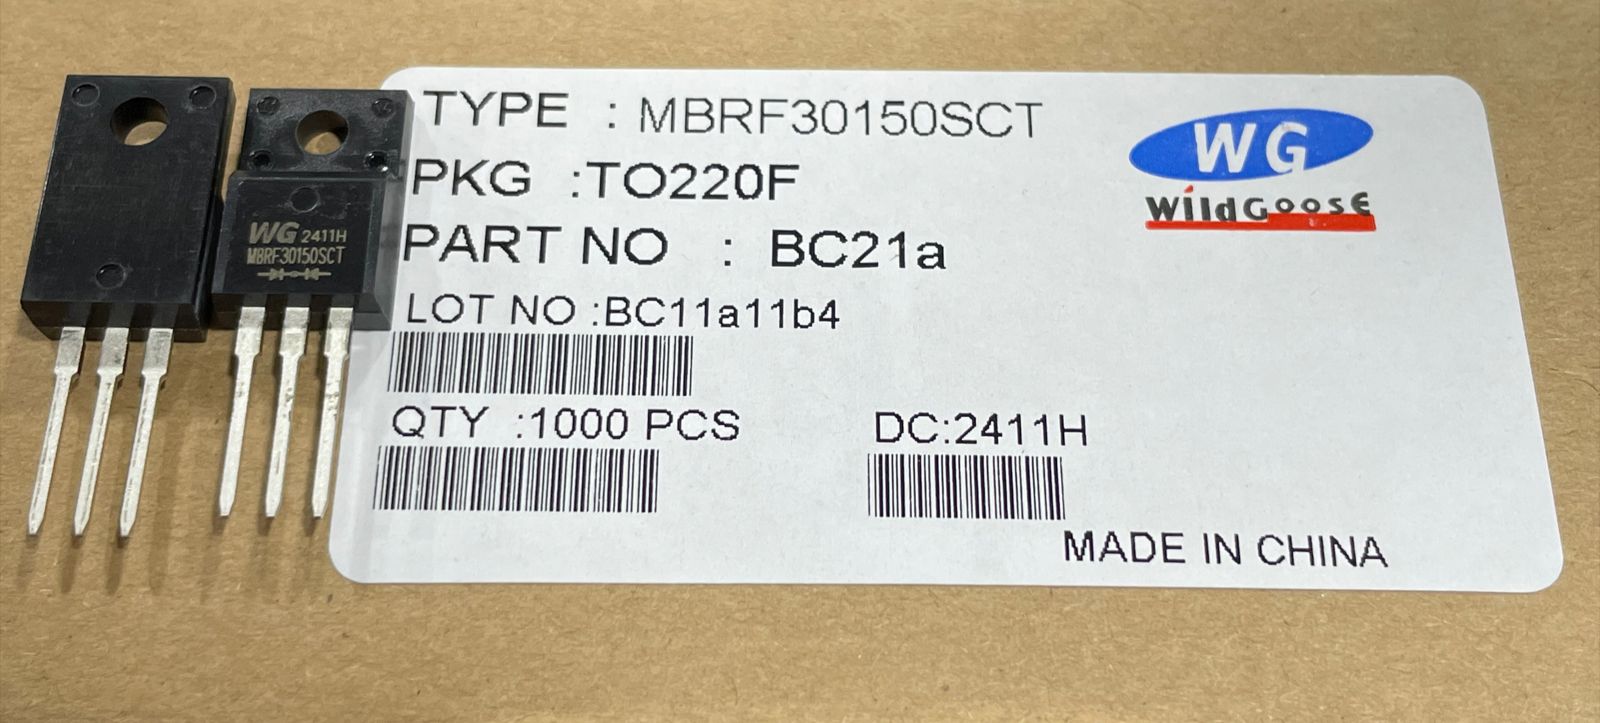 TYPE : MBRF30150SCT
PKG :TO220F
PART NO : BC21a
LOT NO :BC11a11b4
QTY :1000 PCS
DC:2411H
MADE IN CHINA
WG
WildGoosE
WG 2411H
MBRF30150SCT